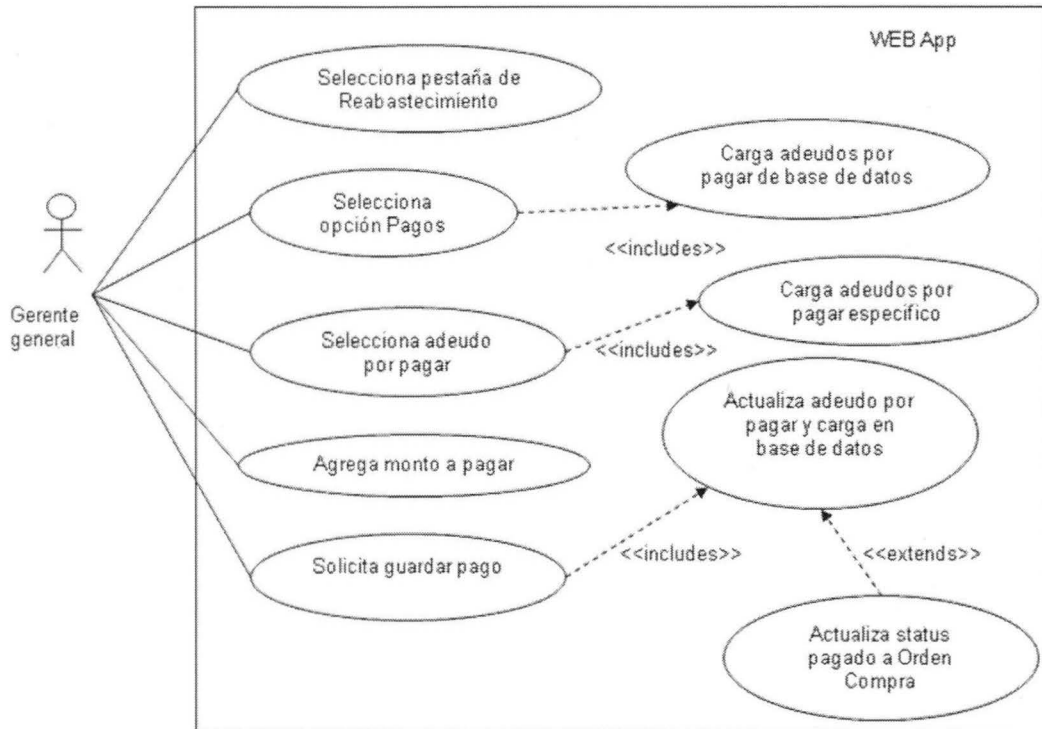 WEB App
Selecciona pestaña de
Reabastecimiento
Carga adeudos por
pagar de base de datos
Selecciona
opción Pagos
<<includes>>
Gerente
general
Carga adeudos por
pagar específico
Selecciona adeudo
por pagar
<<includes>>
Actualiza adeudo por
pagar y carga en
base de datos
Agrega monto a pagar
Solicita guardar pago
<<includes>>
<<extends>>
Actualiza status
pagado a Orden
Compra